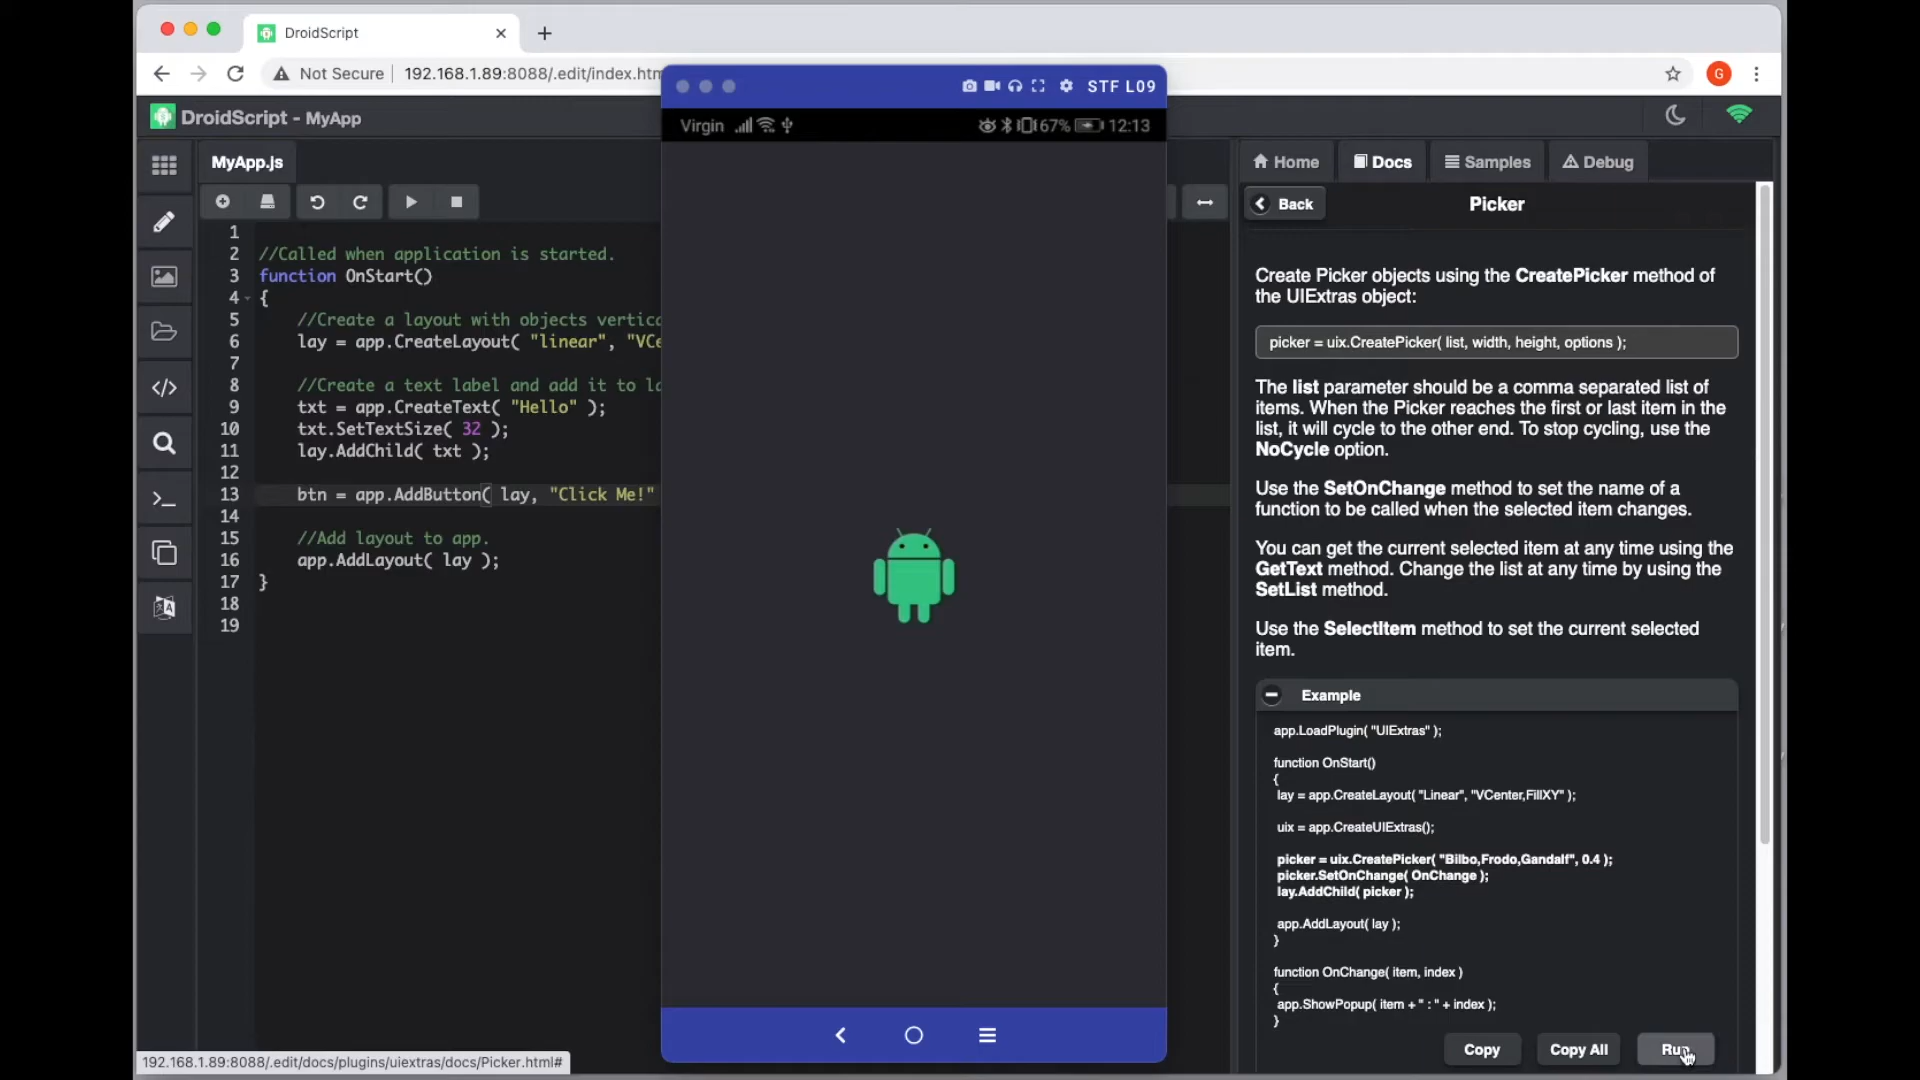 DroidScript
Not Secure
192.168.1.89:8088/.edit/index.htm
G
DroidScript - MyApp
MyApp.js
1
2 //Called when application is started.
3 function OnStart()
4 {
5 //Create a layout with objects vertica
6 lay = app.CreateLayout( "linear", "VCe
7
8 //Create a text label and add it to la
9 txt = app.CreateText( "Hello" );
10 txt.SetTextSize( 32 );
11 lay.AddChild( txt );
12
13 btn = app.AddButton( lay, "Click Me!"
14
15 //Add layout to app.
16 app.AddLayout( lay );
17 }
18
19
192.168.1.89:8088/.edit/docs/plugins/uiextras/docs/Picker.html#
STF L09
Virgin
67%
12:13
Home
Docs
Samples
Debug
Back
Picker
Create Picker objects using the CreatePicker method of
the UIExtras object:
picker = uix.CreatePicker( list, width, height, options );
The list parameter should be a comma separated list of
items. When the Picker reaches the first or last item in the
list, it will cycle to the other end. To stop cycling, use the
NoCycle option.
Use the SetOnChange method to set the name of a
function to be called when the selected item changes.
You can get the current selected item at any time using the
GetText method. Change the list at any time by using the
SetList method.
Use the SelectItem method to set the current selected
item.
Example
app.LoadPlugin( "UIExtras" );
function OnStart()
{
lay = app.CreateLayout( "Linear", "VCenter,FillXY" );
uix = app.CreateUIExtras();
picker = uix.CreatePicker( "Bilbo,Frodo,Gandalf", 0.4 );
picker.SetOnChange( OnChange );
lay.AddChild( picker );
app.AddLayout( lay );
}
function OnChange( item, index )
{
app.ShowPopup( item + " : " + index );
}
Copy
Copy All
Run